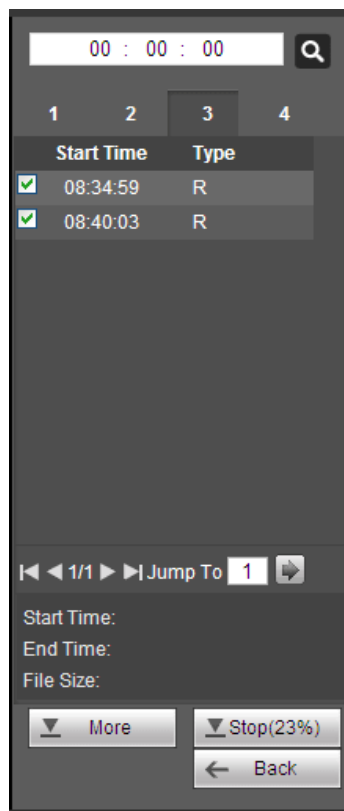 00 : 00 : 00
1 2 3 4
Start Time Type
08:34:59 R
08:40:03 R
1/1 Jump To 1
Start Time:
End Time:
File Size:
More Stop(23%)
Back